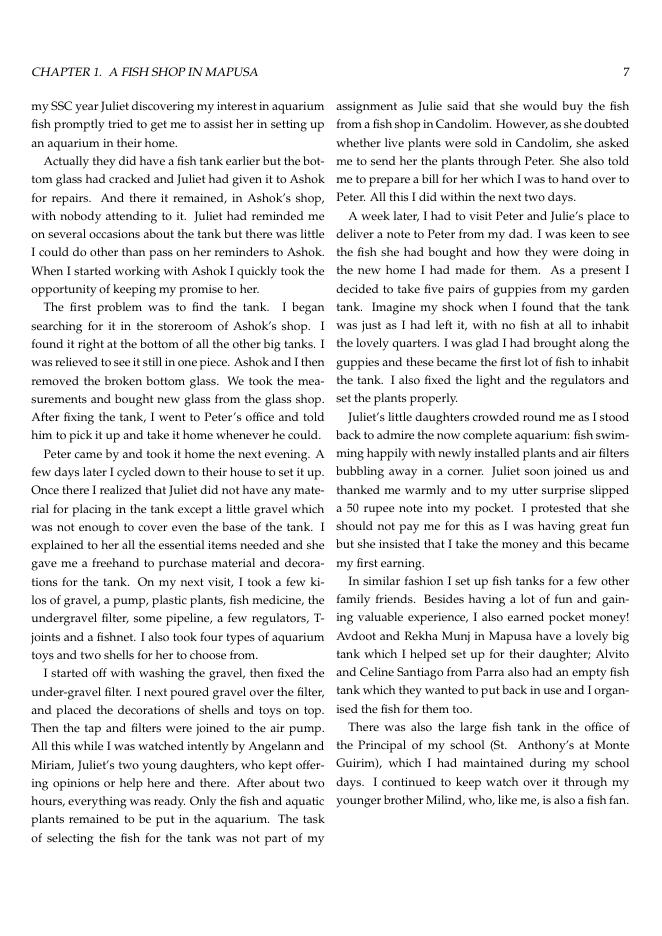 CHAPTER 1. A FISH SHOP IN MAPUSA 7
my SSC year Juliet discovering my interest in aquarium
fish promptly tried to get me to assist her in setting up
an aquarium in their home.
Actually they did have a fish tank earlier but the bot-
tom glass had cracked and Juliet had given it to Ashok
for repairs. And there it remained, in Ashok's shop,
with nobody attending to it. Juliet had reminded me
on several occasions about the tank but there was little
I could do other than pass on her reminders to Ashok.
When I started working with Ashok I quickly took the
opportunity of keeping my promise to her.
The first problem was to find the tank. I began
searching for it in the storeroom of Ashok's shop. I
found it right at the bottom of all the other big tanks. I
was relieved to see it still in one piece. Ashok and I then
removed the broken bottom glass. We took the mea-
surements and bought new glass from the glass shop.
After fixing the tank, I went to Peter's office and told
him to pick it up and take it home whenever he could.
Peter came by and took it home the next evening. A
few days later I cycled down to their house to set it up.
Once there I realized that Juliet did not have any mate-
rial for placing in the tank except a little gravel which
was not enough to cover even the base of the tank. I
explained to her all the essential items needed and she
gave me a freehand to purchase material and decora-
tions for the tank. On my next visit, I took a few ki-
los of gravel, a pump, plastic plants, fish medicine, the
undergravel filter, some pipeline, a few regulators, T-
joints and a fishnet. I also took four types of aquarium
toys and two shells for her to choose from.
I started off with washing the gravel, then fixed the
under-gravel filter. I next poured gravel over the filter,
and placed the decorations of shells and toys on top.
Then the tap and filters were joined to the air pump.
All this while I was watched intently by Angelann and
Miriam, Juliet's two young daughters, who kept offer-
ing opinions or help here and there. After about two
hours, everything was ready. Only the fish and aquatic
plants remained to be put in the aquarium. The task
of selecting the fish for the tank was not part of my
assignment as Julie said that she would buy the fish
from a fish shop in Candolim. However, as she doubted
whether live plants were sold in Candolim, she asked
me to send her the plants through Peter. She also told
me to prepare a bill for her which I was to hand over to
Peter. All this I did within the next two days.
A week later, I had to visit Peter and Julie's place to
deliver a note to Peter from my dad. I was keen to see
the fish she had bought and how they were doing in
the new home I had made for them. As a present I
decided to take five pairs of guppies from my garden
tank. Imagine my shock when I found that the tank
was just as I had left it, with no fish at all to inhabit
the lovely quarters. I was glad I had brought along the
guppies and these became the first lot of fish to inhabit
the tank. I also fixed the light and the regulators and
set the plants properly.
Juliet's little daughters crowded round me as I stood
back to admire the now complete aquarium: fish swim-
ming happily with newly installed plants and air filters
bubbling away in a corner. Juliet soon joined us and
thanked me warmly and to my utter surprise slipped
a 50 rupee note into my pocket. I protested that she
should not pay me for this as I was having great fun
but she insisted that I take the money and this became
my first earning.
In similar fashion I set up fish tanks for a few other
family friends. Besides having a lot of fun and gain-
ing valuable experience, I also earned pocket money!
Avdoot and Rekha Munj in Mapusa have a lovely big
tank which I helped set up for their daughter; Alvito
and Celine Santiago from Parra also had an empty fish
tank which they wanted to put back in use and I organ-
ised the fish for them too.
There was also the large fish tank in the office of
the Principal of my school (St. Anthony's at Monte
Guirim), which I had maintained during my school
days. I continued to keep watch over it through my
younger brother Milind, who, like me, is also a fish fan.